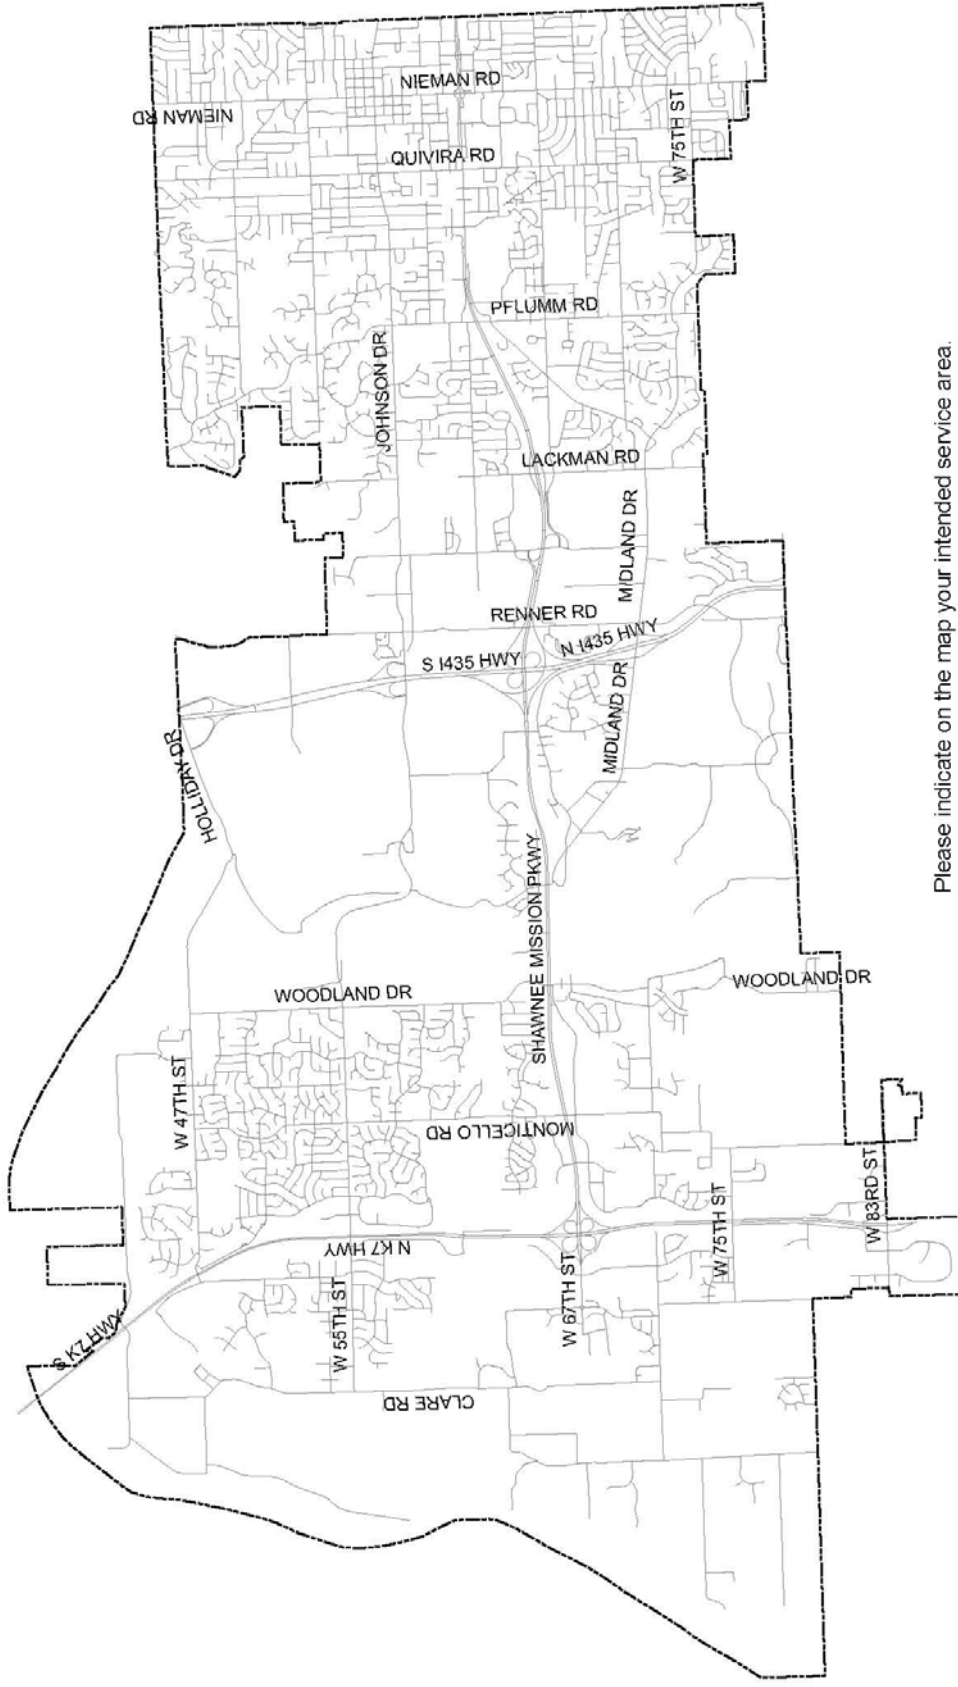 NIEMAN RD
NIEMAN RD
QUIVIRA RD
W 75TH ST
PFLUMM RD
JOHNSON DR
LACKMAN RD
MIDLAND DR
RENNER RD
N I435 HWY
S I435 HWY
MIDLAND DR
HOLLIDAY DR
SHAWNEE MISSION PKWY
WOODLAND DR
WOODLAND DR
W 47TH ST
MONTICELLO RD
W 83RD ST
W 75TH ST
N K7 HWY
W 67TH ST
W 55TH ST
S K7 HWY
CLARE RD
Please indicate on the map your intended service area.